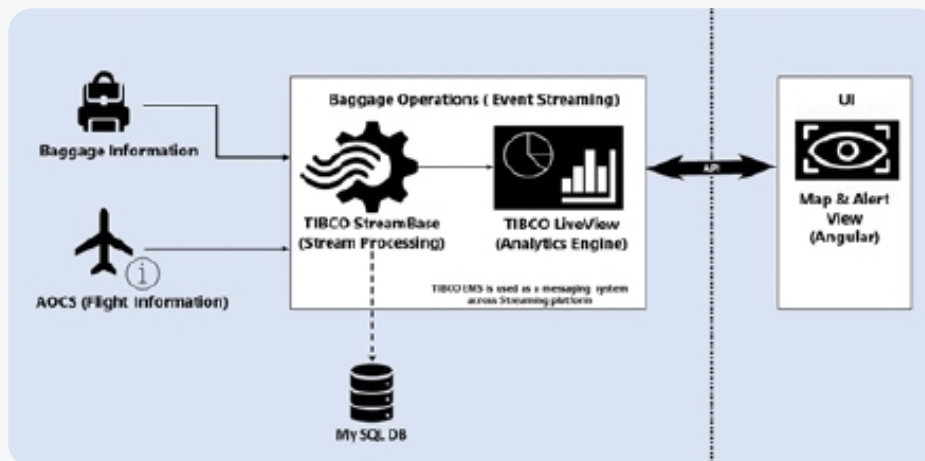 Baggage Operations ( Event Streaming)
UI
Baggage Information
TIBCO StreamBase
(Stream Processing)
TIBCO LiveView
(Analytics Engine)
API
Map & Alert
View
(Angular)
i
AOCS (Flight Information)
TIBCO EMS is used as a messaging system
across Streaming platform
My SQL DB